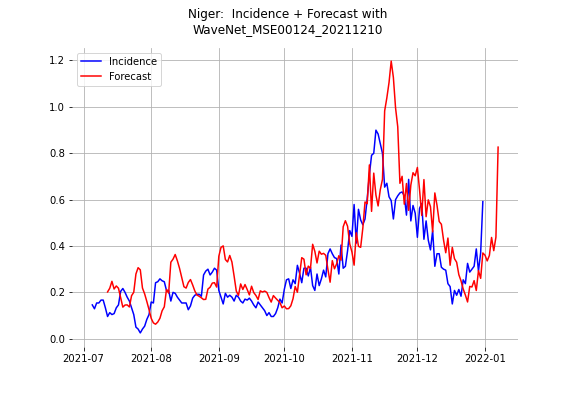 Niger:  Incidence + Forecast with
WaveNet_MSE00124_20211210
Incidence
Forecast
1.2
1.0
0.8
0.6
0.4
0.2
0.0
2021-07 2021-08 2021-09 2021-10 2021-11 2021-12 2022-01